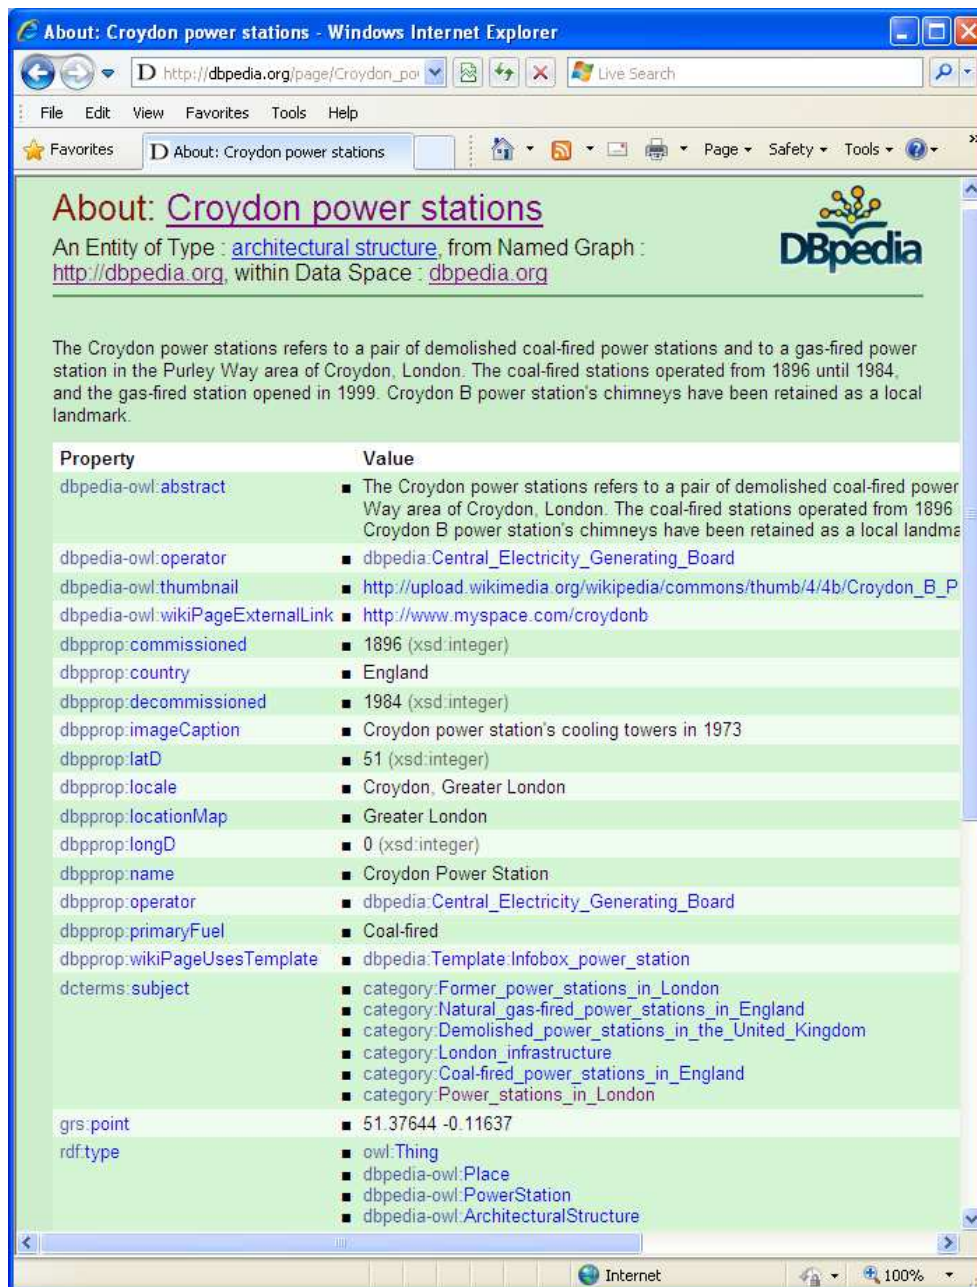 About: Croydon power stations - Windows Internet Explorer
D http://dbpedia.org/page/Croydon_po Live Search
File Edit View Favorites Tools Help
Favorites D About: Croydon power stations Page Safety Tools
About: Croydon power stations
An Entity of Type : architectural structure, from Named Graph :
http://dbpedia.org, within Data Space : dbpedia.org
DBpedia
The Croydon power stations refers to a pair of demolished coal-fired power stations and to a gas-fired power
station in the Purley Way area of Croydon, London. The coal-fired stations operated from 1896 until 1984,
and the gas-fired station opened in 1999. Croydon B power station's chimneys have been retained as a local
landmark.
Property Value
dbpedia-owl:abstract ■ The Croydon power stations refers to a pair of demolished coal-fired power
Way area of Croydon, London. The coal-fired stations operated from 1896
Croydon B power station's chimneys have been retained as a local landma
dbpedia-owl:operator ■ dbpedia:Central_Electricity_Generating_Board
dbpedia-owl:thumbnail ■ http://upload.wikimedia.org/wikipedia/commons/thumb/4/4b/Croydon_B_P
dbpedia-owl:wikiPageExternalLink ■ http://www.myspace.com/croydonb
dbpprop:commissioned ■ 1896 (xsd:integer)
dbpprop:country ■ England
dbpprop:decommissioned ■ 1984 (xsd:integer)
dbpprop:imageCaption ■ Croydon power station's cooling towers in 1973
dbpprop:latD ■ 51 (xsd:integer)
dbpprop:locale ■ Croydon, Greater London
dbpprop:locationMap ■ Greater London
dbpprop:longD ■ 0 (xsd:integer)
dbpprop:name ■ Croydon Power Station
dbpprop:operator ■ dbpedia:Central_Electricity_Generating_Board
dbpprop:primaryFuel ■ Coal-fired
dbpprop:wikiPageUsesTemplate ■ dbpedia:Template:Infobox_power_station
dcterms:subject ■ category:Former_power_stations_in_London
■ category:Natural_gas-fired_power_stations_in_England
■ category:Demolished_power_stations_in_the_United_Kingdom
■ category:London_infrastructure
■ category:Coal-fired_power_stations_in_England
■ category:Power_stations_in_London
grs:point ■ 51.37644 -0.11637
rdf:type ■ owl:Thing
■ dbpedia-owl:Place
■ dbpedia-owl:PowerStation
■ dbpedia-owl:ArchitecturalStructure
Internet 100%